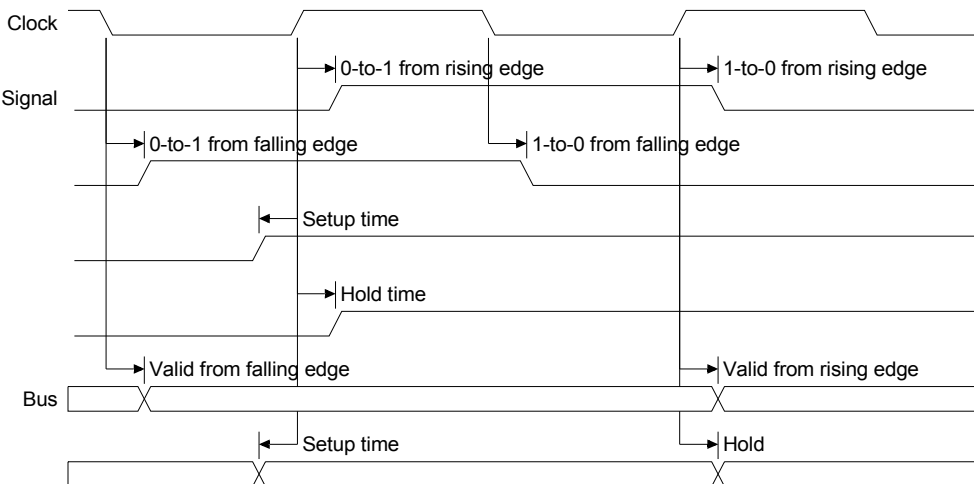 Clock
0-to-1 from rising edge
1-to-0 from rising edge
Signal
0-to-1 from falling edge
1-to-0 from falling edge
Setup time
Hold time
Valid from falling edge
Valid from rising edge
Bus
Setup time
Hold